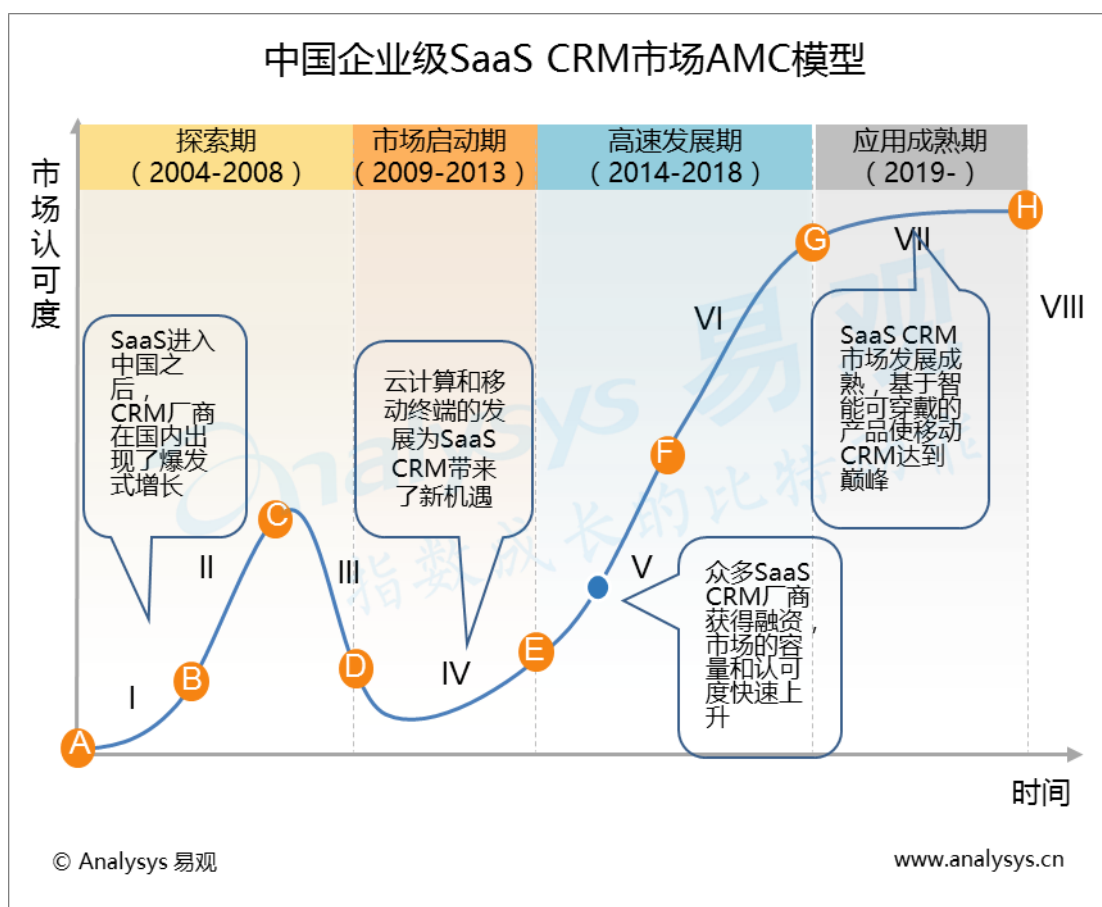 中国企业级SaaS CRM市场AMC模型
探索期
（2004-2008）
市场启动期
（2009-2013）
高速发展期
（2014-2018）
应用成熟期
（2019-）
市
场
认
可
度
SaaS进入
中国之
后，
CRM厂商
在国内出
现了爆发
式增长
云计算和移
动终端的发
展为SaaS
CRM带来
了新机遇
众多SaaS
CRM厂商
获得融资，
市场的容
量和认可
度快速上
升
SaaS CRM
市场发展成
熟，基于智
能可穿戴的
产品使移动
CRM达到
巅峰
A
B
C
D
E
F
G
H
I
II
III
IV
V
VI
VII
VIII
时间
analysys 易观
© Analysys 易观
www.analysys.cn